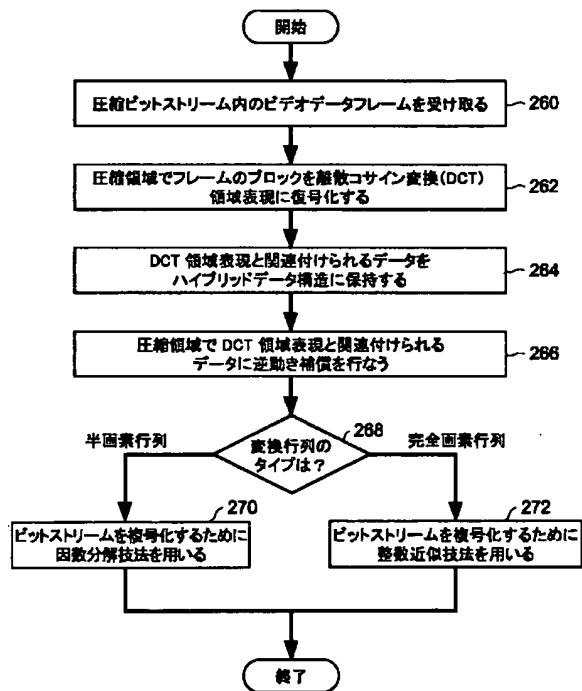 開始
圧縮ビットストリーム内のビデオデータフレームを受け取る
260
圧縮領域でフレームのブロックを離散コサイン変換(DCT)
領域表現に復号化する
262
DCT 領域表現と関連付けられるデータを
ハイブリッドデータ構造に保持する
264
圧縮領域で DCT 領域表現と関連付けられる
データに逆動き補償を行なう
266
変換行列の
タイプは?
268
半画素行列
完全画素行列
270
ビットストリームを復号化するために
因数分解技法を用いる
272
ビットストリームを復号化するために
整数近似技法を用いる
終了